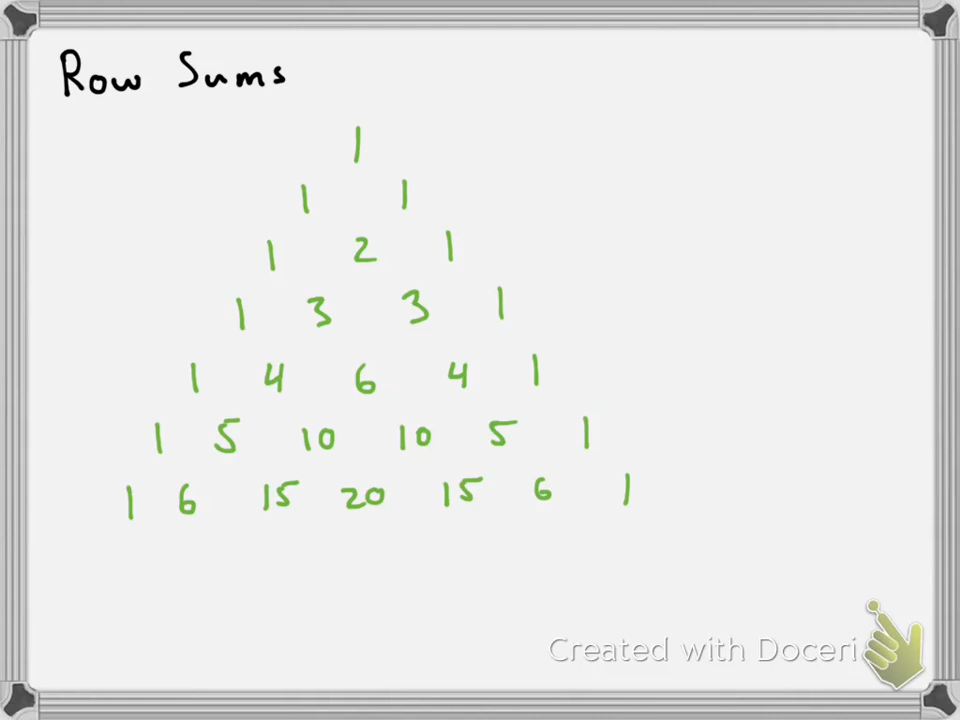 Row Sums
1
1 1
1 2 1
1 3 3 1
1 4 6 4 1
1 5 10 10 5 1
1 6 15 20 15 6 1
Created with Doceri